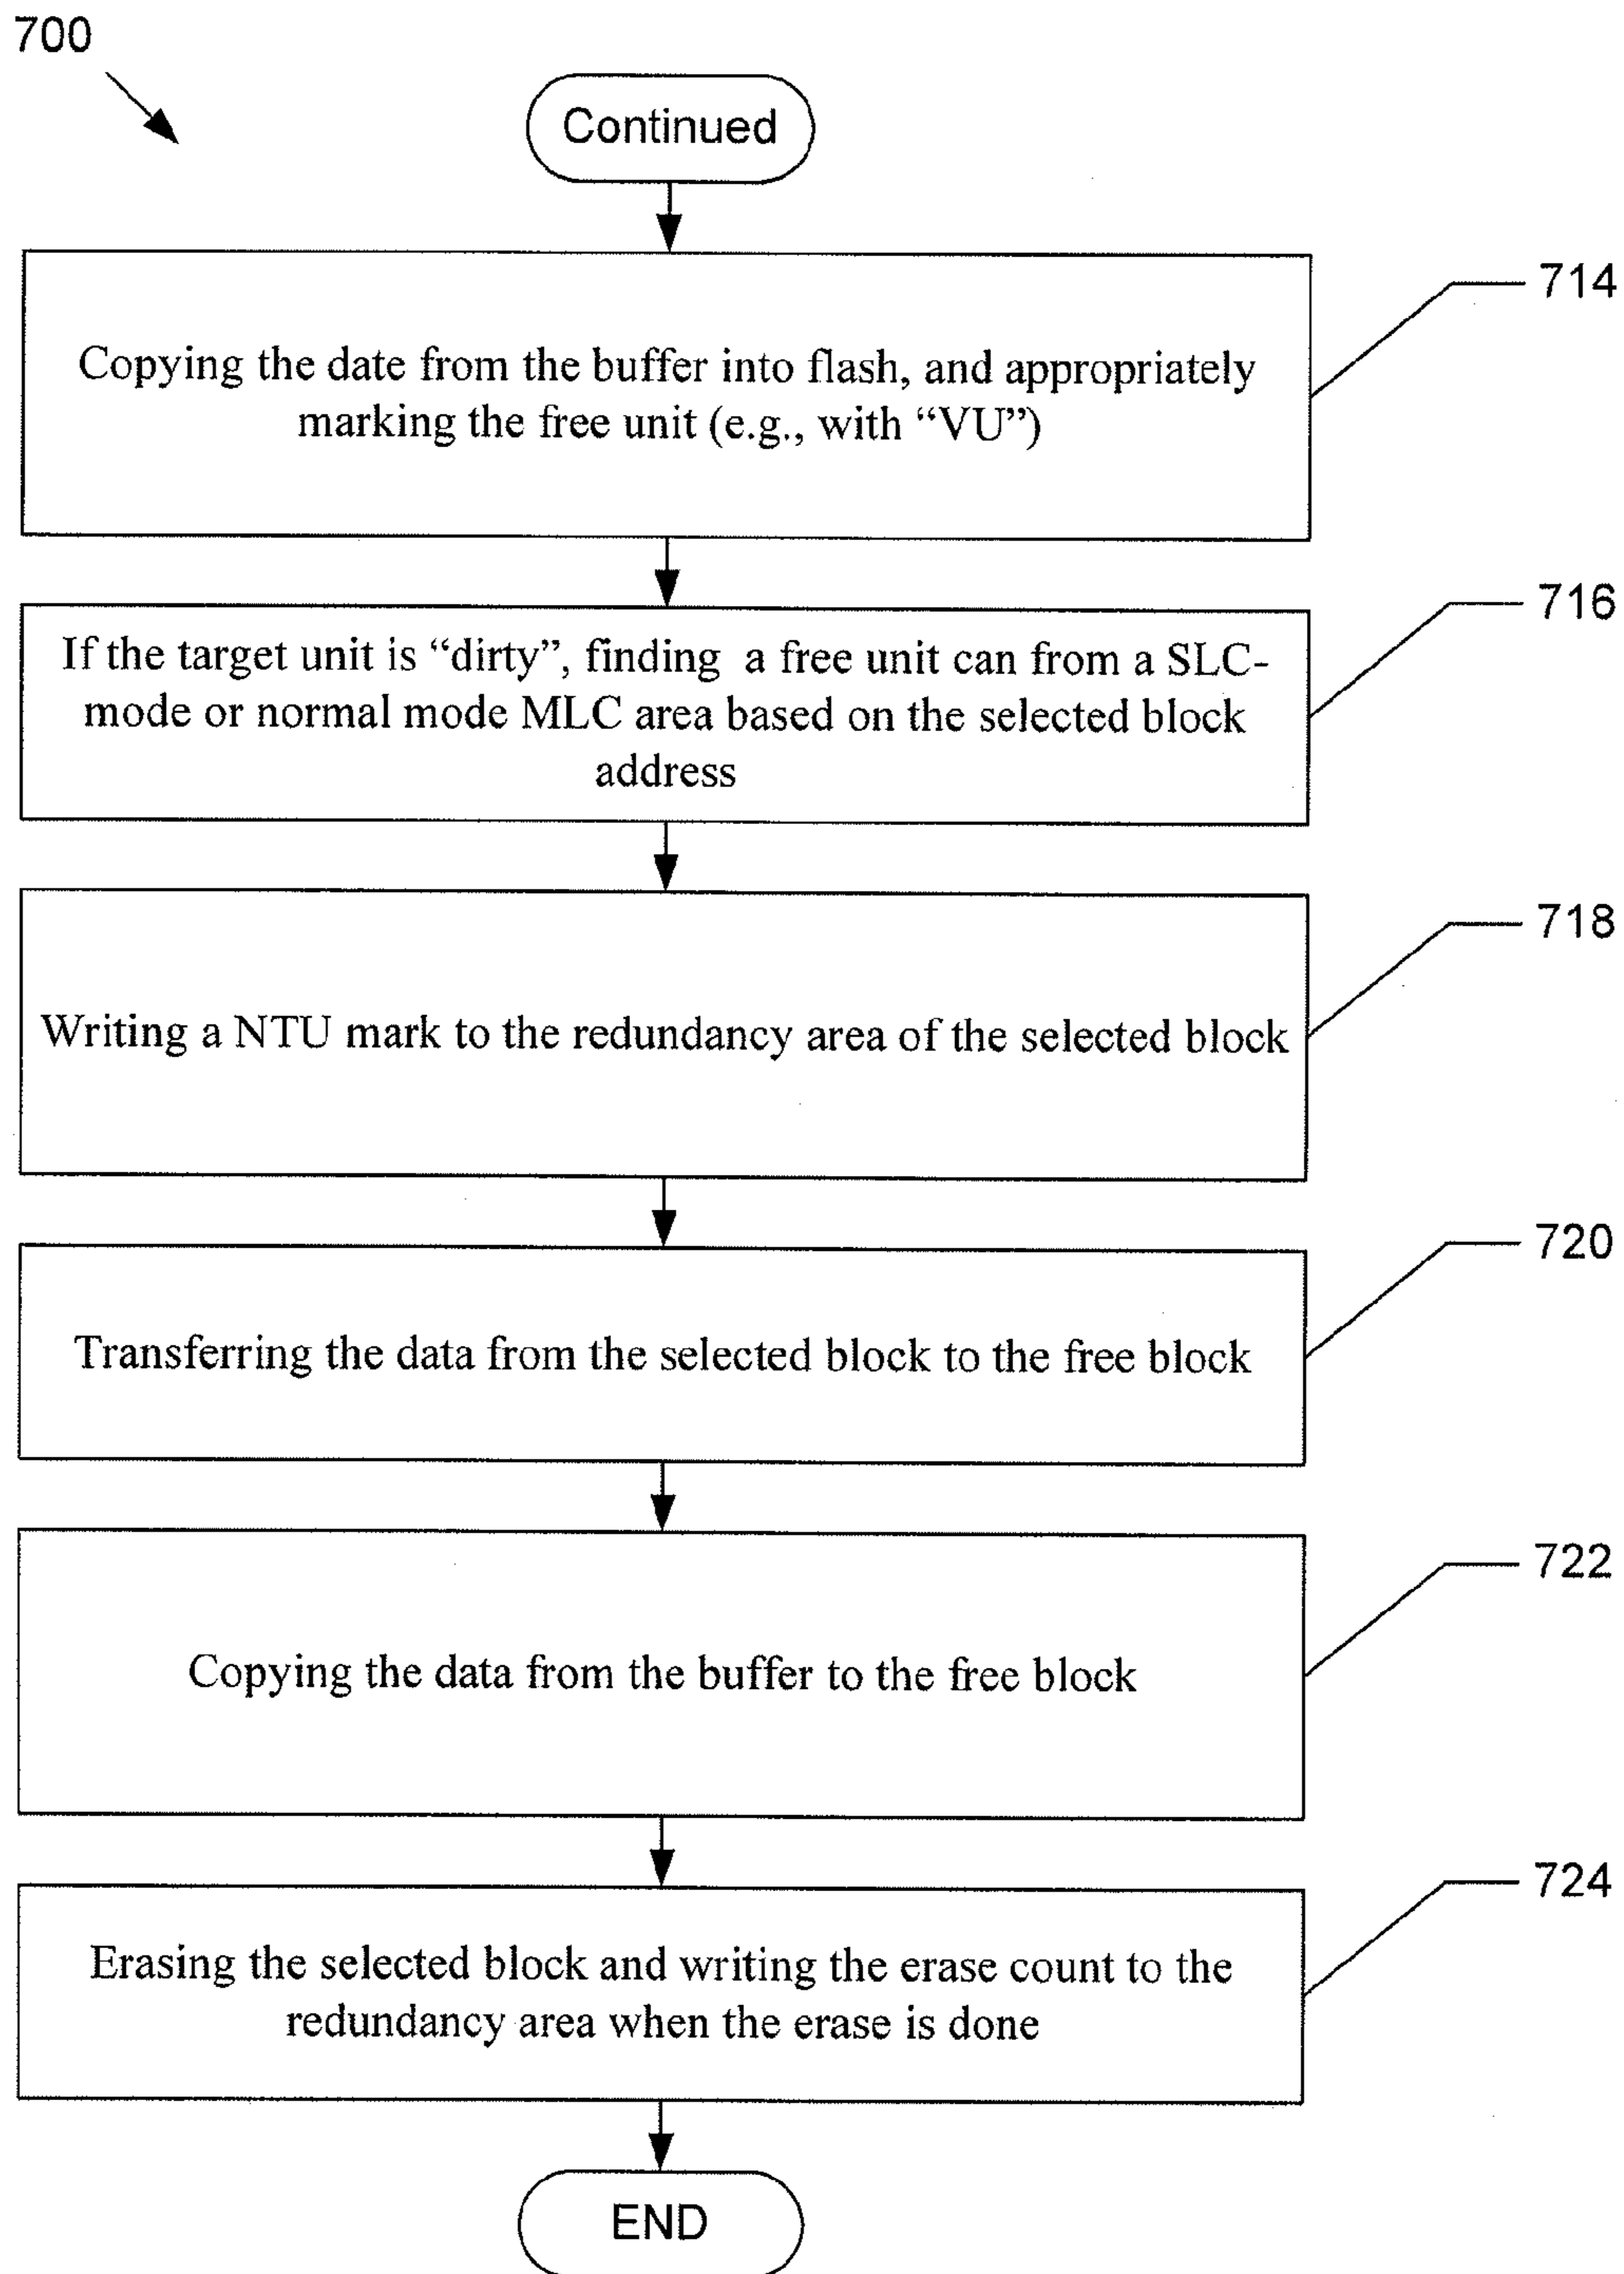 700
Continued
714
Copying the date from the buffer into flash, and appropriately
marking the free unit (e.g., with “VU”)
716
If the target unit is “dirty”, finding a free unit can from a SLC-
mode or normal mode MLC area based on the selected block
address
718
Writing a NTU mark to the redundancy area of the selected block
720
Transferring the data from the selected block to the free block
722
Copying the data from the buffer to the free block
724
Erasing the selected block and writing the erase count to the
redundancy area when the erase is done
END